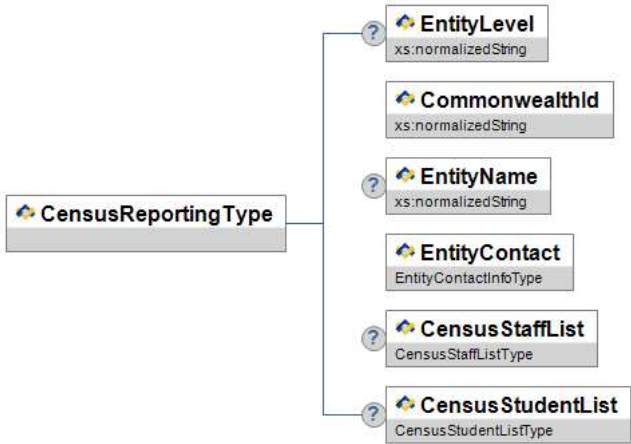 ?
EntityLevel
xs:normalizedString
CommonwealthId
xs:normalizedString
?
EntityName
xs:normalizedString
CensusReportingType
EntityContact
EntityContactInfoType
?
CensusStaffList
CensusStaffListType
?
CensusStudentList
CensusStudentListType